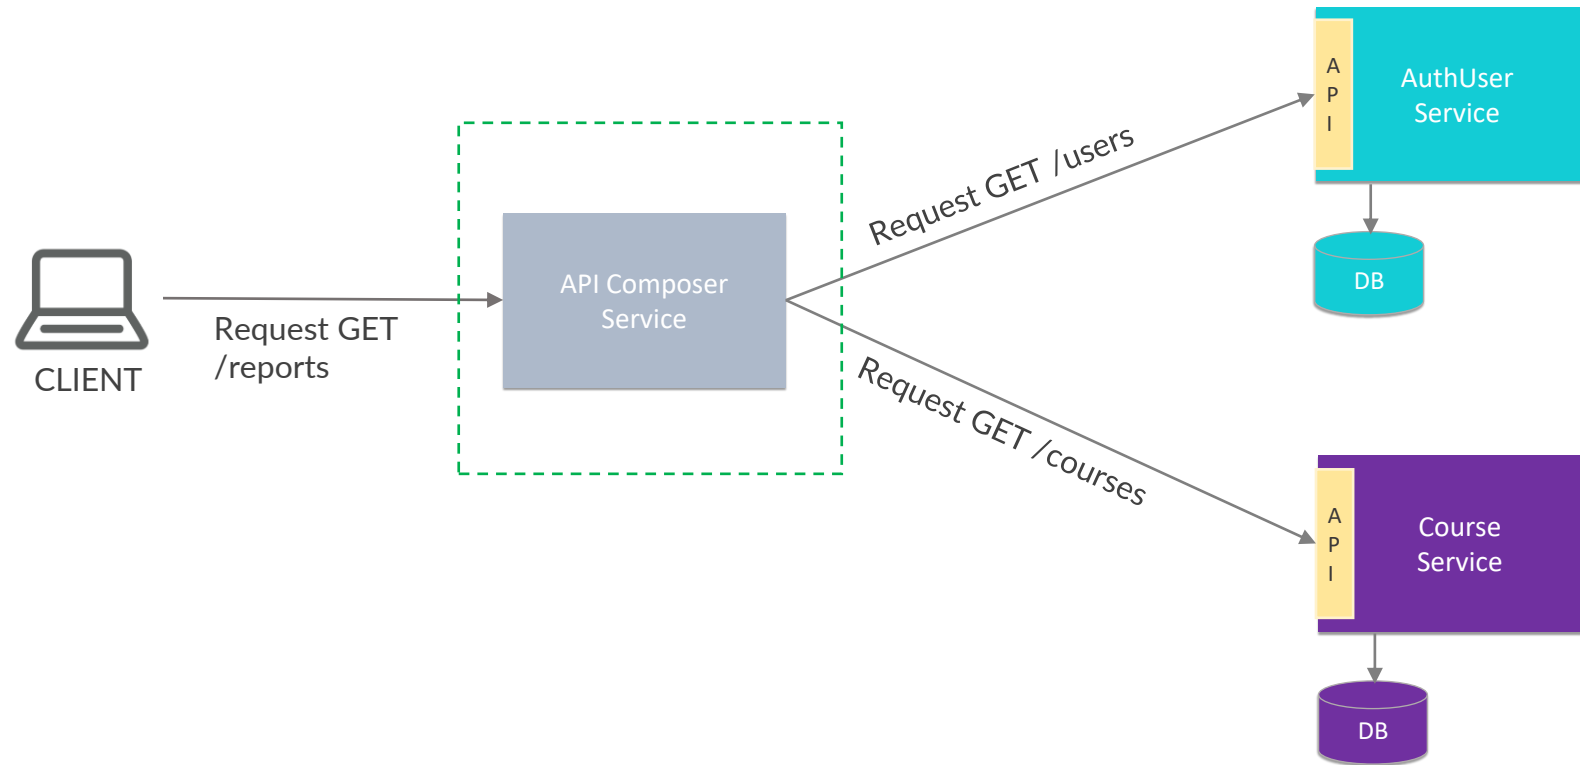 CLIENT
Request GET
/reports
API Composer
Service
Request GET /users
Request GET /courses
A
P
I
AuthUser
Service
DB
A
P
I
Course
Service
DB